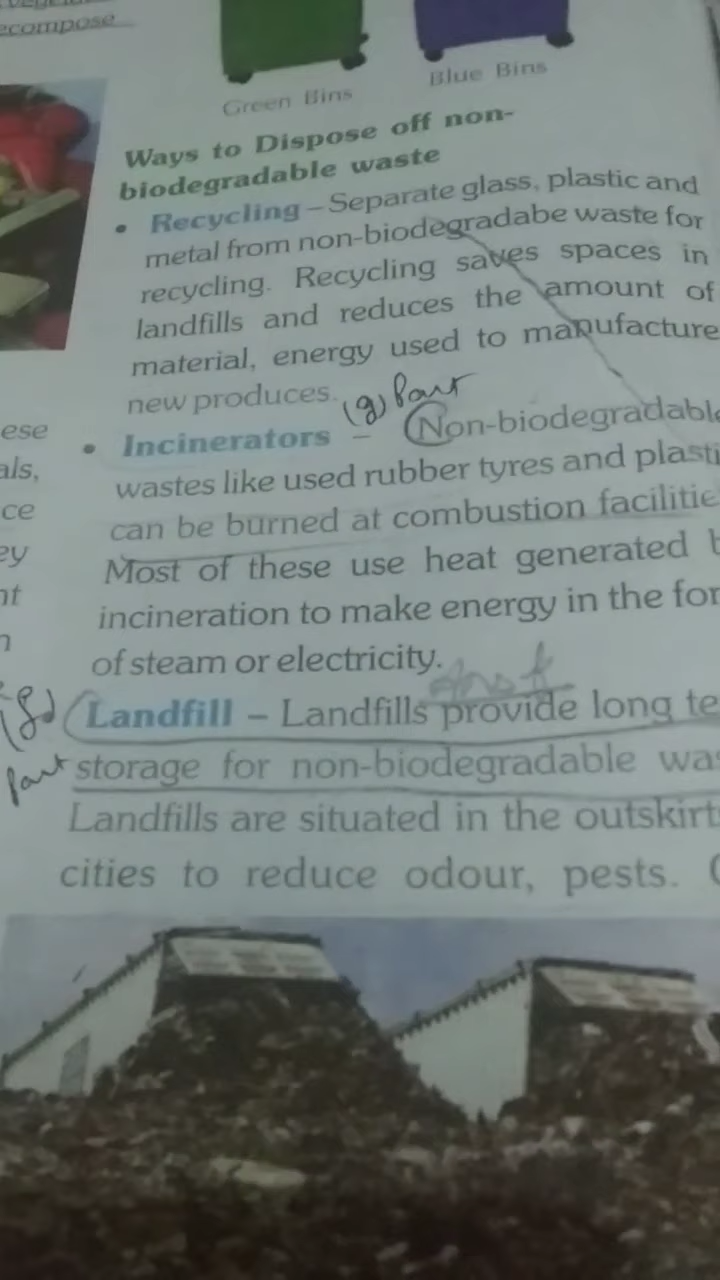 ecompose
Green Bins
Blue Bins
Ways to Dispose off non-
biodegradable waste
• Recycling – Separate glass, plastic and
metal from non-biodegradabe waste for
recycling. Recycling saves spaces in
landfills and reduces the amount of
material, energy used to manufacture
new produces.
(g) Part
• Incinerators – Non-biodegradable
wastes like used rubber tyres and plasti
can be burned at combustion facilitie
Most of these use heat generated b
incineration to make energy in the for
of steam or electricity.
Landfill – Landfills provide long te
storage for non-biodegradable was
Landfills are situated in the outskirt
cities to reduce odour, pests.
Part
ese
als,
ce
ey
nt